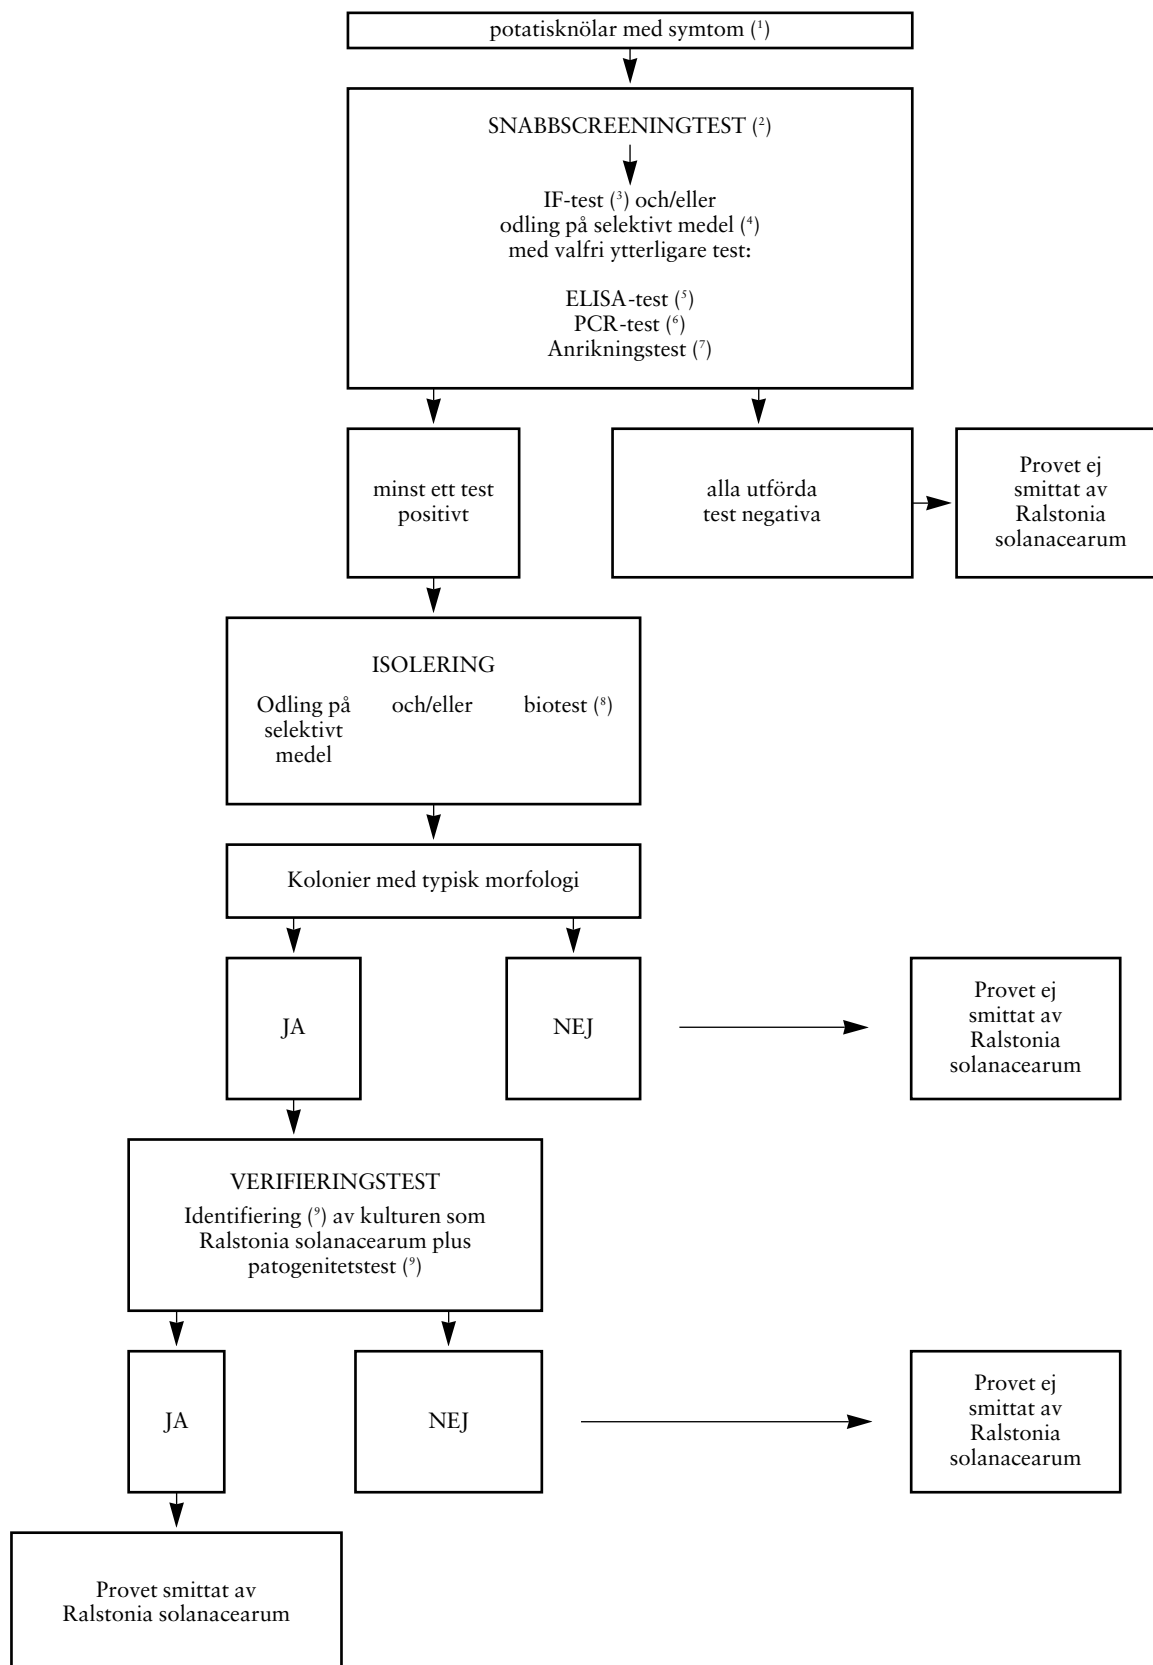 potatisknölar med symtom (¹)
SNABBSCREENINGTEST (²)
IF-test (³) och/eller
odling på selektivt medel (⁴)
med valfri ytterligare test:
ELISA-test (⁵)
PCR-test (⁶)
Anrikningstest (⁷)
minst ett test
positivt
alla utförda
test negativa
Provet ej
smittat av
Ralstonia
solanacearum
ISOLERING
Odling på
selektivt
medel
och/eller
biotest (⁸)
Kolonier med typisk morfologi
JA
NEJ
Provet ej
smittat av
Ralstonia
solanacearum
VERIFIERINGSTEST
Identifiering (⁹) av kulturen som
Ralstonia solanacearum plus
patogenitetstest (⁹)
JA
NEJ
Provet ej
smittat av
Ralstonia
solanacearum
Provet smittat av
Ralstonia solanacearum